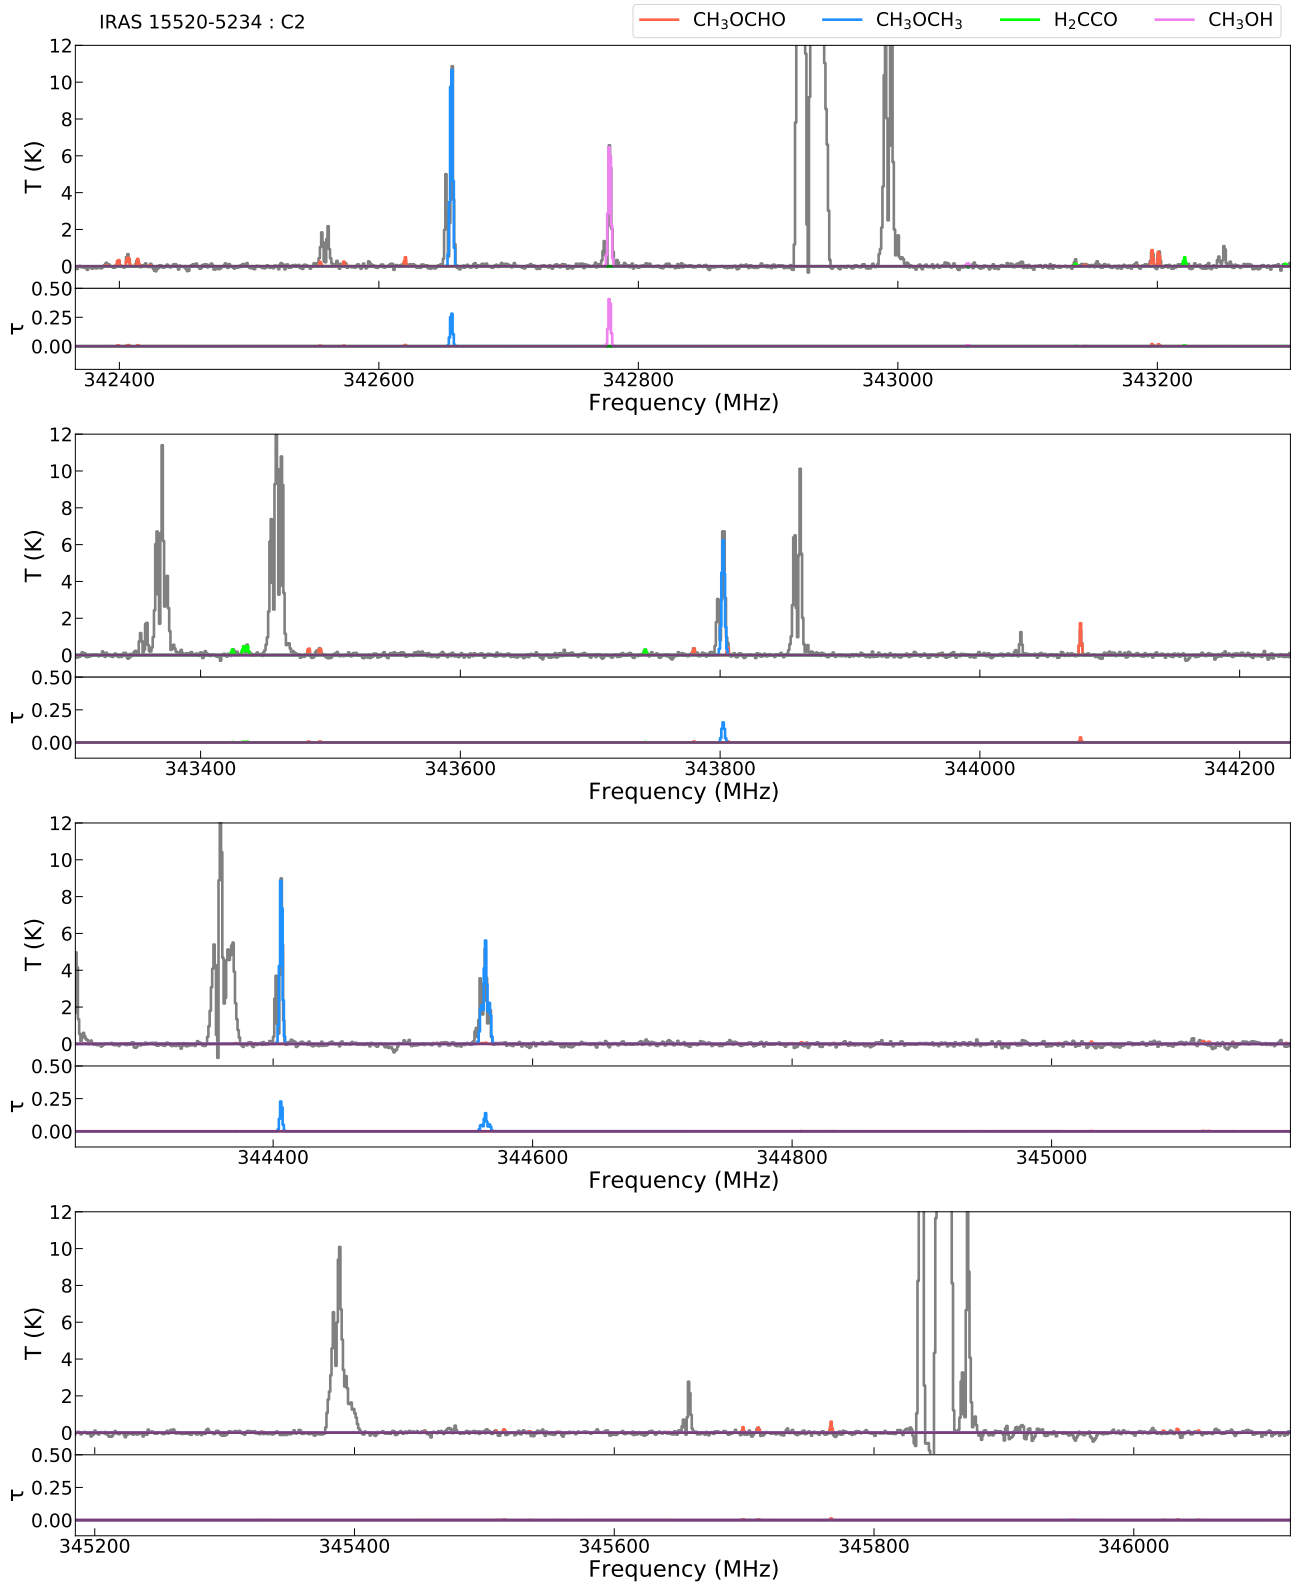 IRAS 15520-5234 : C2
CH₃OCHO CH₃OCH₃ H₂CCO CH₃OH
12
10
8
6
4
2
0
T (K)
0.50
0.25
0.00
τ
342400 342600 342800 343000 343200
Frequency (MHz)
12
10
8
6
4
2
0
T (K)
0.50
0.25
0.00
τ
343400 343600 343800 344000 344200
Frequency (MHz)
12
10
8
6
4
2
0
T (K)
0.50
0.25
0.00
τ
344400 344600 344800 345000
Frequency (MHz)
12
10
8
6
4
2
0
T (K)
0.50
0.25
0.00
τ
345200 345400 345600 345800 346000
Frequency (MHz)